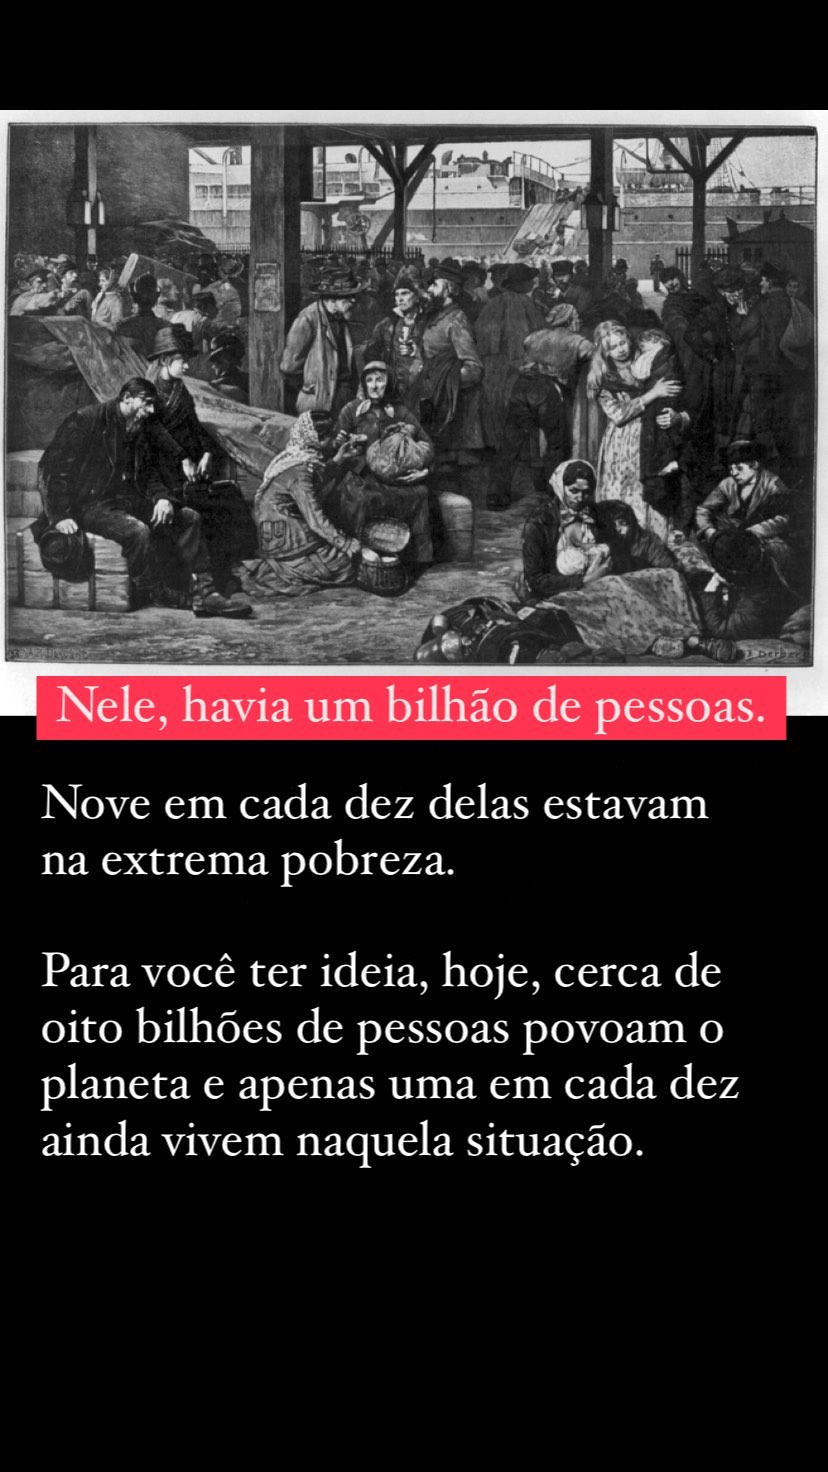 Nele, havia um bilhão de pessoas.
Nove em cada dez delas estavam
na extrema pobreza.
Para você ter ideia, hoje, cerca de
oito bilhões de pessoas povoam o
planeta e apenas uma em cada dez
ainda vivem naquela situação.